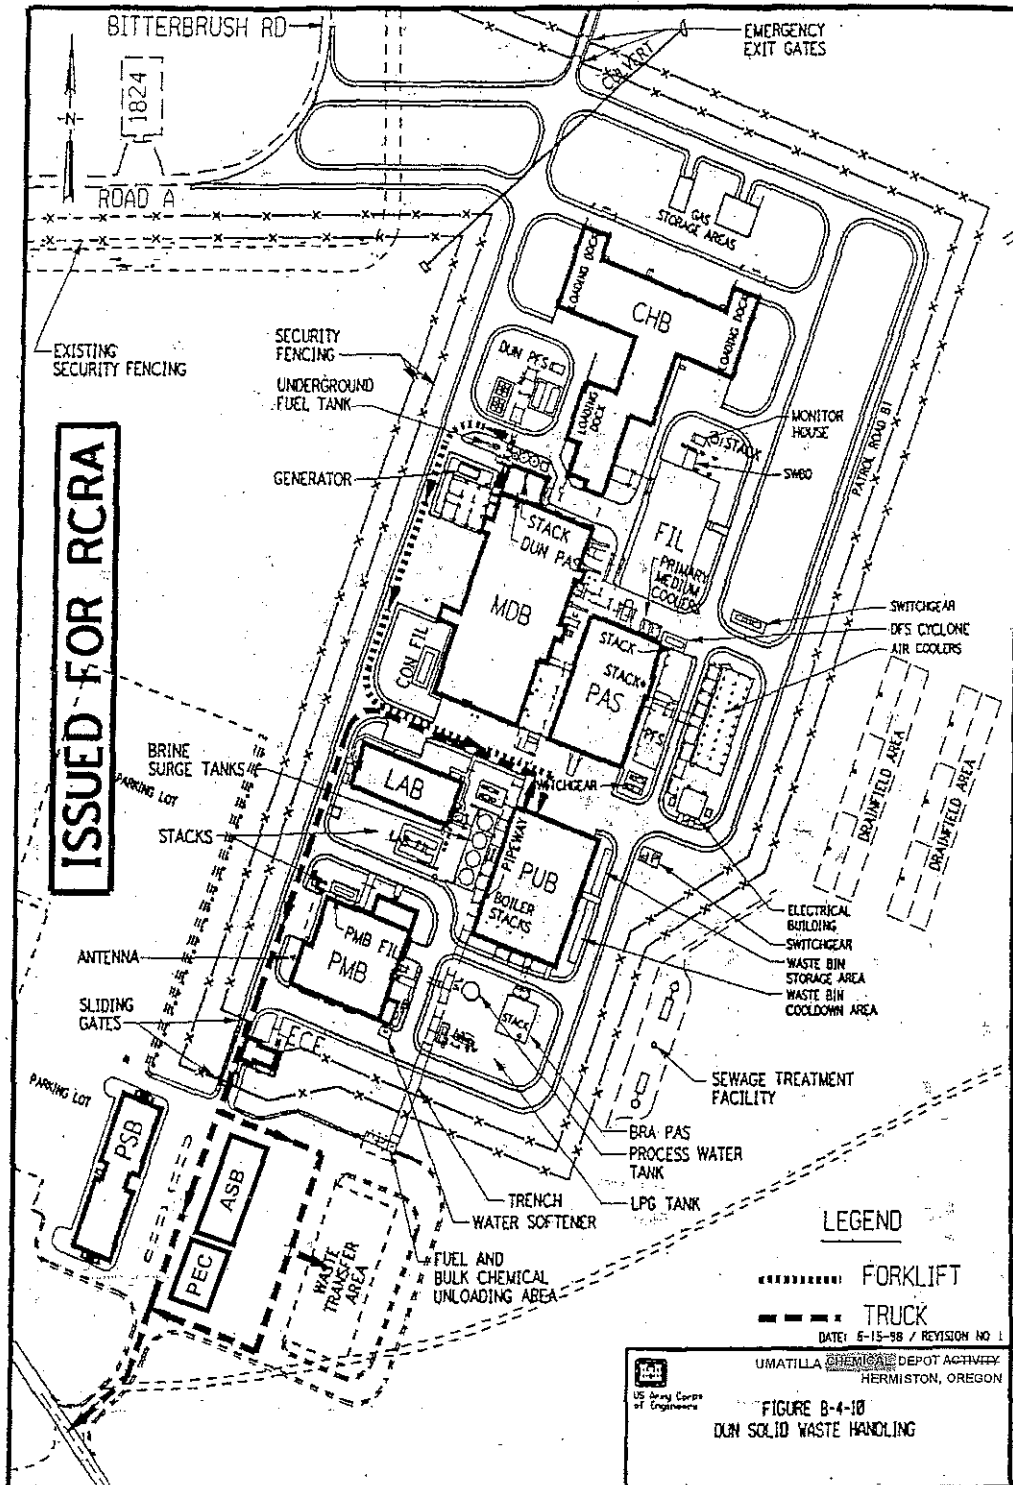 BITTERBRUSH RD
EMERGENCY
EXIT GATES
CULVERT
N
1824
ROAD A
GAS
STORAGE AREAS
LOADING DOCK
CHB
LOADING DOCK
EXISTING
SECURITY FENCING
SECURITY
FENCING
DUN PFS
UNDERGROUND
FUEL TANK
LOADING
DOCK
MONITOR
HOUSE
STACK
PATROL ROAD B1
GENERATOR
SWBD
ISSUED FOR RCRA
STACK
DUN PAS
FIL
PRIMARY
MEDIUM
COOLERS
MDB
SWITCHGEAR
DFS CYCLONE
AIR COOLERS
STACK
STACK
PAS
CON FIL
PFS
BRINE
SURGE TANKS
PARKING LOT
LAB
SWITCHGEAR
DRAINFIELD AREA
DRAINFIELD AREA
STACKS
LAB FIL
PIPEWAY
PUB
BOILER
STACKS
ELECTRICAL
BUILDING
SWITCHGEAR
WASTE BIN
STORAGE AREA
WASTE BIN
COOLDOWN AREA
ANTENNA
PMB FIL
PMB
SLIDING
GATES
STACK
ECF
SEWAGE TREATMENT
FACILITY
PARKING LOT
PSB
BRA PAS
PROCESS WATER
TANK
LPG TANK
ASB
TRENCH
WATER SOFTENER
PEC
WASTE
TRANSFER
AREA
FUEL AND
BULK CHEMICAL
UNLOADING AREA
LEGEND
FORKLIFT
TRUCK
DATE: 6-15-98 / REVISION NO 1
US Army Corps
of Engineers
UMATILLA CHEMICAL DEPOT ACTIVITY
HERMISTON, OREGON
FIGURE B-4-10
DUN SOLID WASTE HANDLING